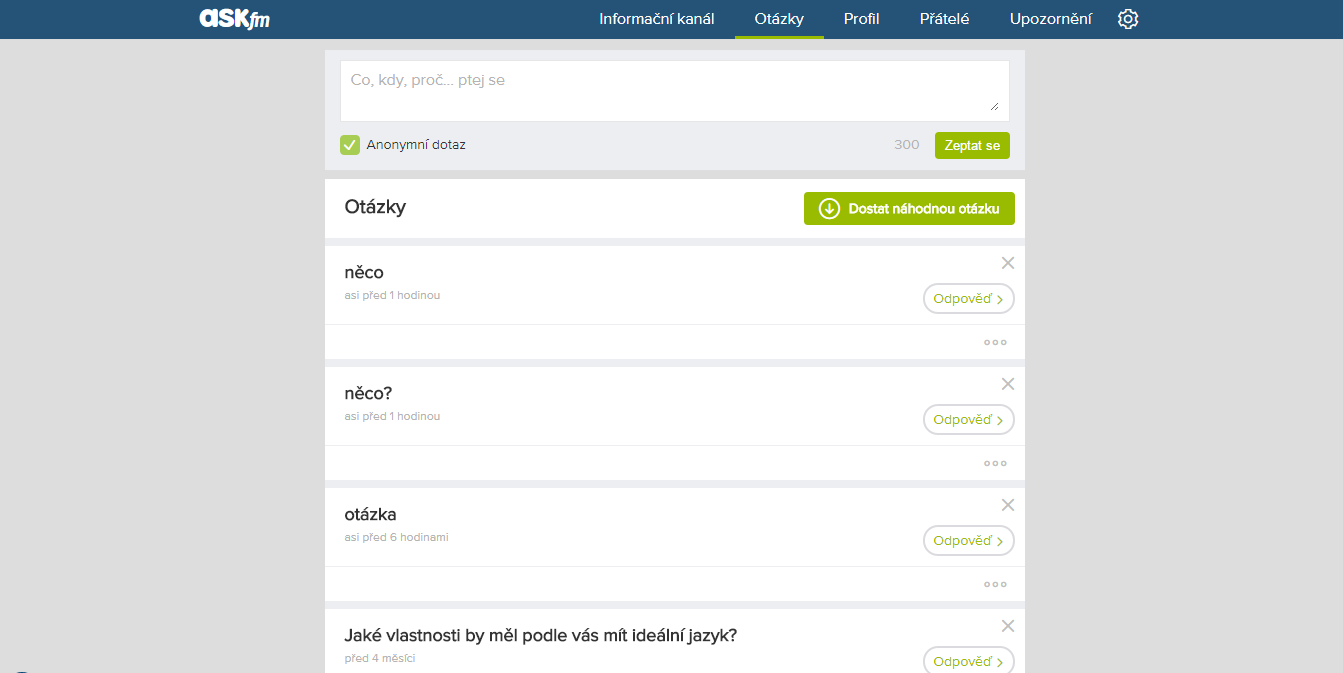 ASKfm
Informační kanál
Otázky
Profil
Přátelé
Upozornění
Co, kdy, proč... ptej se
Anonymní dotaz
300
Zeptat se
Otázky
Dostat náhodnou otázku
něco
asi před 1 hodinou
Odpověď
něco?
asi před 1 hodinou
Odpověď
otázka
asi před 6 hodinami
Odpověď
Jaké vlastnosti by měl podle vás mít ideální jazyk?
před 4 měsíci
Odpověď